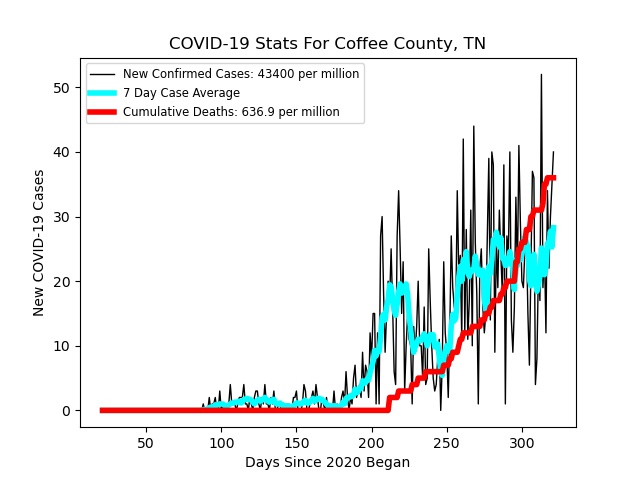 COVID-19 Stats For Coffee County, TN
New Confirmed Cases: 43400 per million
7 Day Case Average
Cumulative Deaths: 636.9 per million
50
40
30
20
10
0
New COVID-19 Cases
50 100 150 200 250 300
Days Since 2020 Began